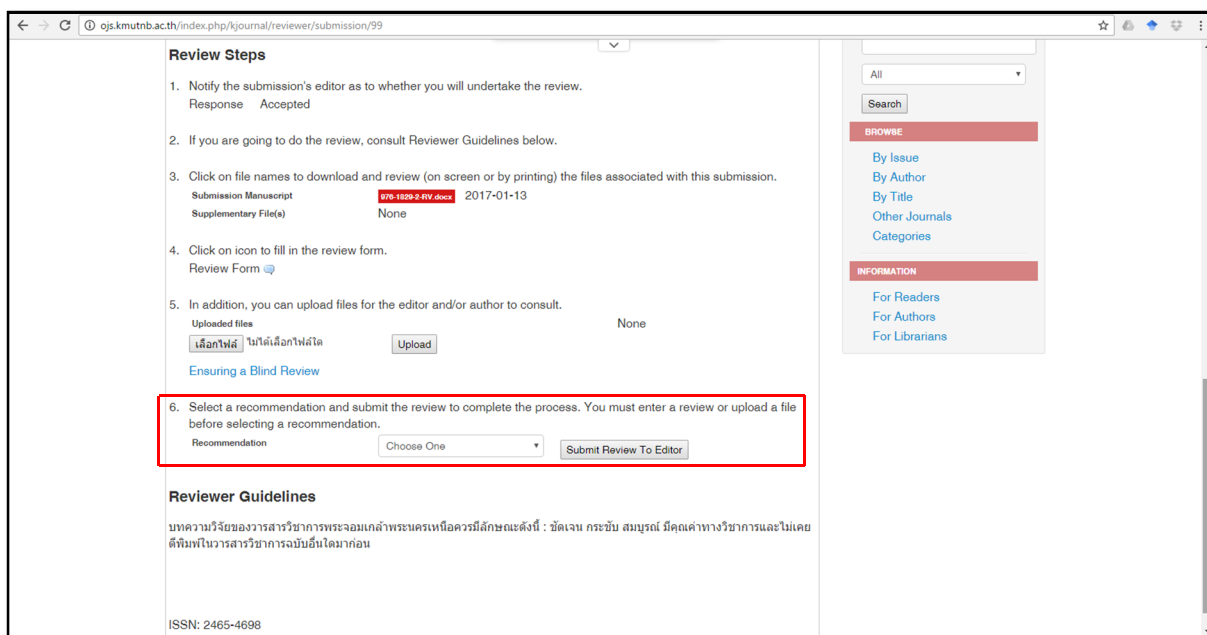 ojs.kmutnb.ac.th/index.php/kjournal/reviewer/submission/99
Review Steps
1. Notify the submission's editor as to whether you will undertake the review.
Response Accepted
2. If you are going to do the review, consult Reviewer Guidelines below.
3. Click on file names to download and review (on screen or by printing) the files associated with this submission.
Submission Manuscript 976-1829-2-RV.docx 2017-01-13
Supplementary File(s) None
4. Click on icon to fill in the review form.
Review Form
5. In addition, you can upload files for the editor and/or author to consult.
Uploaded files None
เลือกไฟล์ ไม่ได้เลือกไฟล์ใด Upload
Ensuring a Blind Review
6. Select a recommendation and submit the review to complete the process. You must enter a review or upload a file
before selecting a recommendation.
Recommendation Choose One Submit Review To Editor
Reviewer Guidelines
บทความวิจัยของวารสารวิชาการพระจอมเกล้าพระนครเหนือควรมีลักษณะดังนี้ : ชัดเจน กระชับ สมบูรณ์ มีคุณค่าทางวิชาการและไม่เคย
ตีพิมพ์ในวารสารวิชาการฉบับอื่นใดมาก่อน
ISSN: 2465-4698
All
Search
BROWSE
By Issue
By Author
By Title
Other Journals
Categories
INFORMATION
For Readers
For Authors
For Librarians